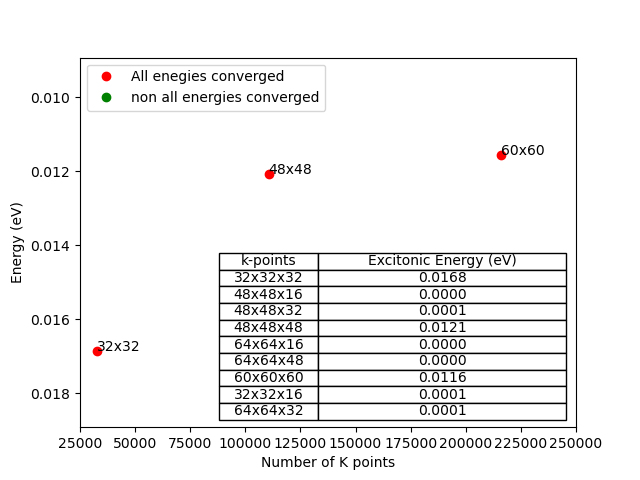 All enegies converged
non all energies converged
0.010
0.012
0.014
0.016
0.018
Energy (eV)
32x32
48x48
60x60
k-points Excitonic Energy (eV)
32x32x32 0.0168
48x48x16 0.0000
48x48x32 0.0001
48x48x48 0.0121
64x64x16 0.0000
64x64x48 0.0000
60x60x60 0.0116
32x32x16 0.0001
64x64x32 0.0001
25000 50000 75000 100000 125000 150000 175000 200000 225000 250000
Number of K points